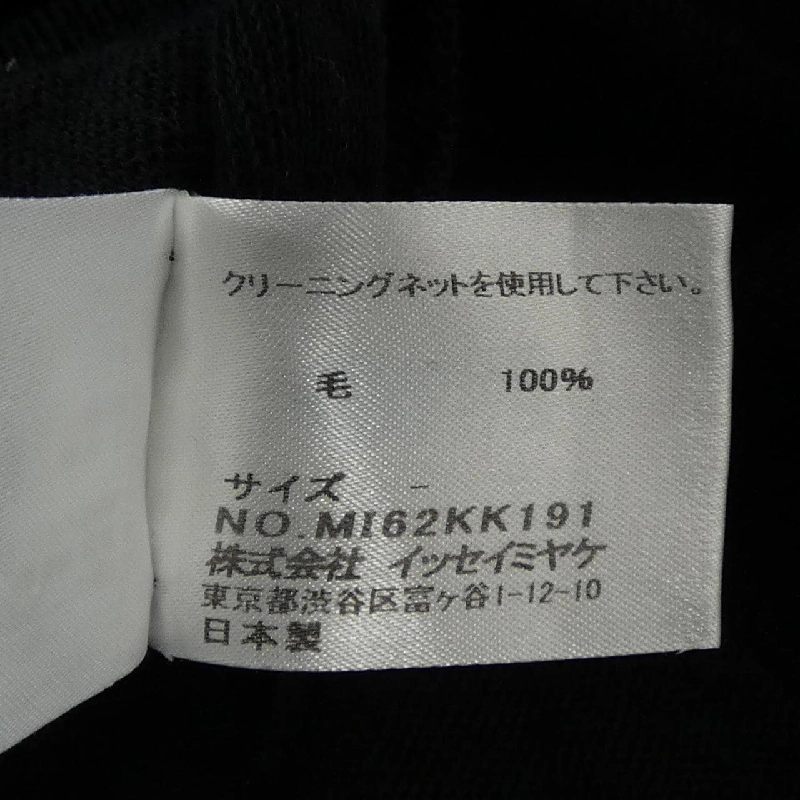 クリーニングネットを使用して下さい。
毛 100%
サイズ -
NO.MI62KK191
株式会社 イッセイミヤケ
東京都渋谷区富ヶ谷1-12-10
日本製